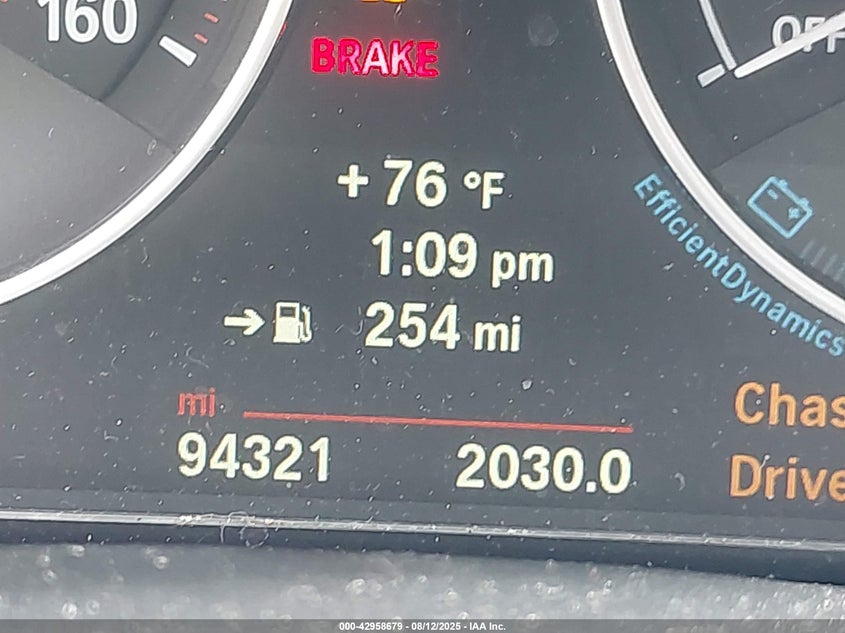 160
BRAKE
OFF
+ 76 °F
1:09 pm
254 mi
EfficientDynamics
mi
94321 2030.0
Chas
Drive
000-42958679 - 08/12/2025 - IAA Inc.